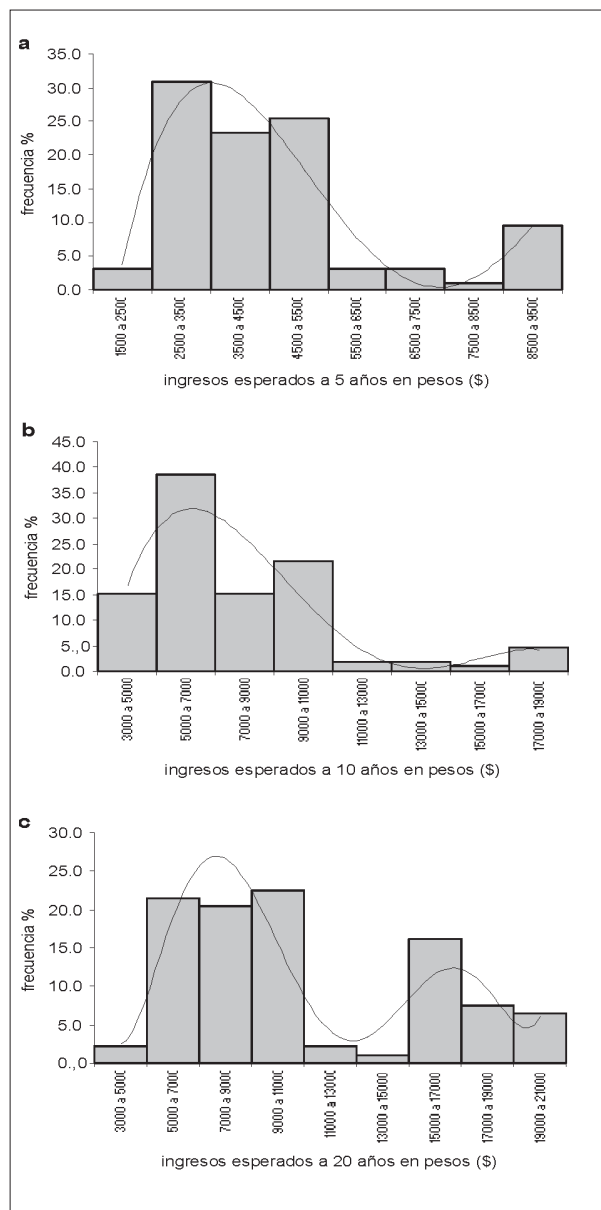 a
35.0
30.0
25.0
20.0
15.0
10.0
5.0
0.0
frecuencia %
1500 a 2500
2500 a 3500
3500 a 4500
4500 a 5500
5500 a 6500
6500 a 7500
7500 a 8500
8500 a 9500
ingresos esperados a 5 años en pesos ($)
b
45.0
40.0
35.0
30.0
25.0
20.0
15.0
10.0
5.,0
0.0
frecuencia %
3000 a 5000
5000 a 7000
7000 a 9000
9000 a 11000
11000 a 13000
13000 a 15000
15000 a 17000
17000 a 19000
ingresos esperados a 10 años en pesos ($)
c
30.0
25.0
20.0
15.0
10.0
5.0
0.,0
frecuencia %
3000 a 5000
5000 a 7000
7000 a 9000
9000 a 11000
11000 a 13000
13000 a 15000
15000 a 17000
17000 a 19000
19000 a 21000
ingresos esperados a 20 años en pesos ($)